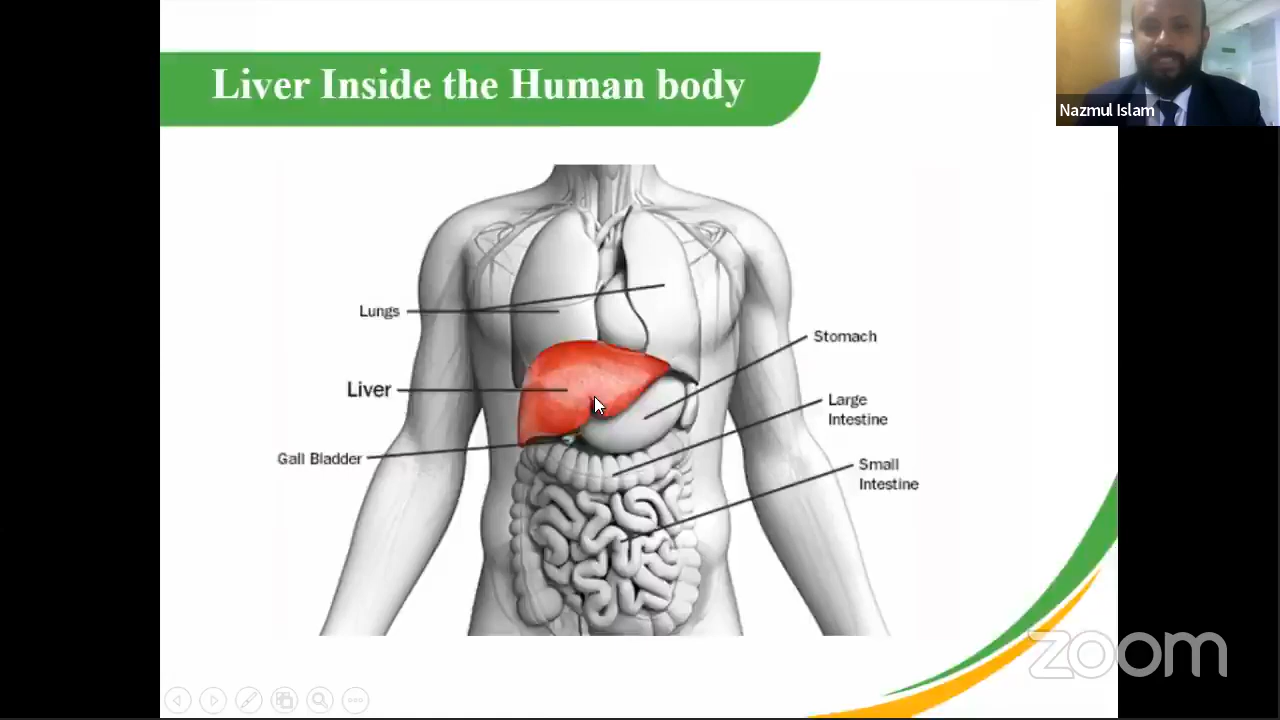 Liver Inside the Human body
Nazmul Islam
Lungs
Stomach
Liver
Large
Intestine
Gall Bladder
Small
Intestine
zoom